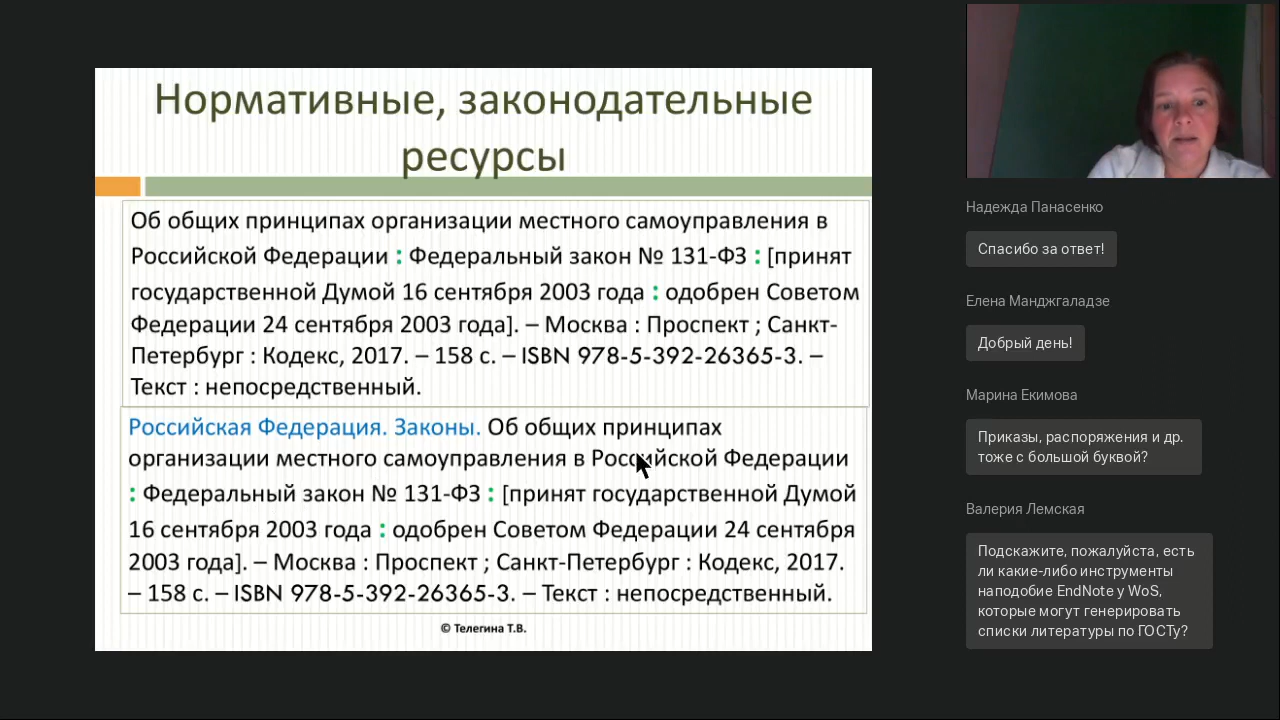 Нормативные, законодательные
ресурсы
Об общих принципах организации местного самоуправления в
Российской Федерации : Федеральный закон № 131-ФЗ : [принят
государственной Думой 16 сентября 2003 года : одобрен Советом
Федерации 24 сентября 2003 года]. – Москва : Проспект ; Санкт-
Петербург : Кодекс, 2017. – 158 с. – ISBN 978-5-392-26365-3. –
Текст : непосредственный.
Российская Федерация. Законы. Об общих принципах
организации местного самоуправления в Российской Федерации
: Федеральный закон № 131-ФЗ : [принят государственной Думой
16 сентября 2003 года : одобрен Советом Федерации 24 сентября
2003 года]. – Москва : Проспект ; Санкт-Петербург : Кодекс, 2017.
– 158 с. – ISBN 978-5-392-26365-3. – Текст : непосредственный.
© Телегина Т.В.
Надежда Панасенко
Спасибо за ответ!
Елена Манджгаладзе
Добрый день!
Марина Екимова
Приказы, распоряжения и др.
тоже с большой буквой?
Валерия Лемская
Подскажите, пожалуйста, есть
ли какие-либо инструменты
наподобие EndNote у WoS,
которые могут генерировать
списки литературы по ГОСТу?